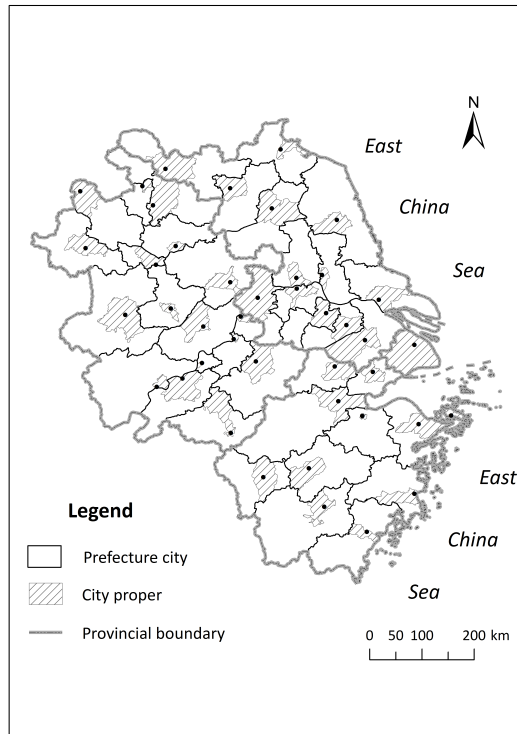 N
East
China
Sea
East
China
Sea
Legend
Prefecture city
City proper
Provincial boundary
0 50 100 200 km